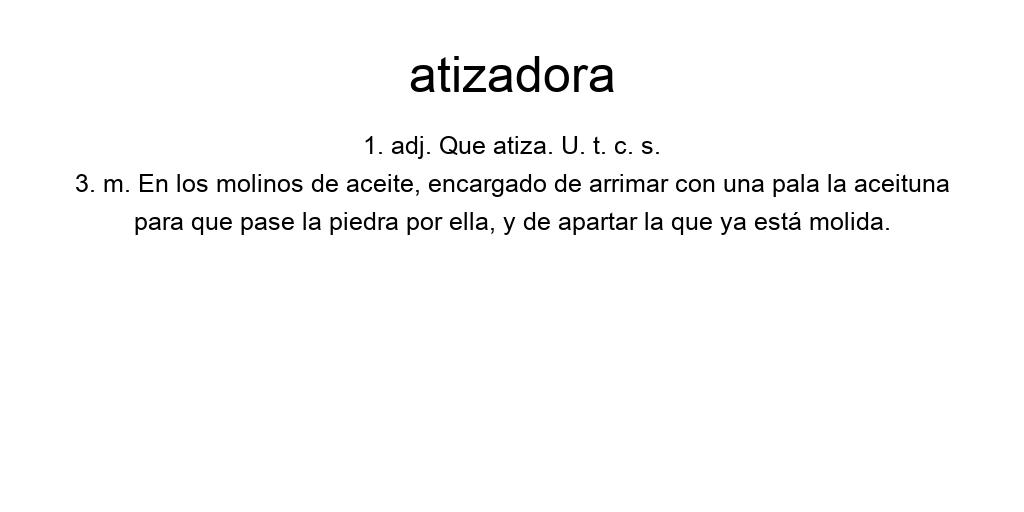 atizadora
1. adj. Que atiza. U. t. c. s.
3. m. En los molinos de aceite, encargado de arrimar con una pala la aceituna
para que pase la piedra por ella, y de apartar la que ya está molida.